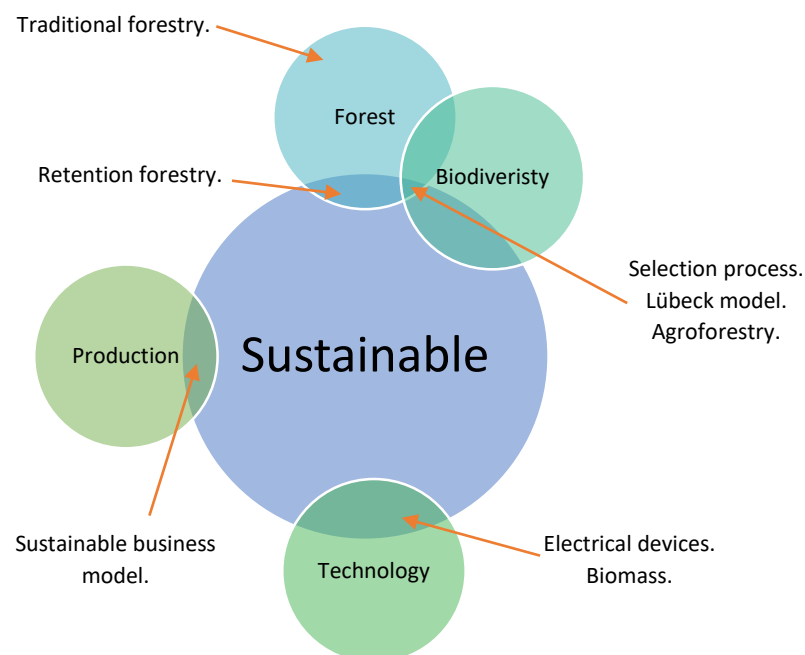 Traditional forestry.
Forest
Retention forestry.
Biodiveristy
Selection process.
Lübeck model.
Agroforestry.
Production
Sustainable
Sustainable business
model.
Technology
Electrical devices.
Biomass.